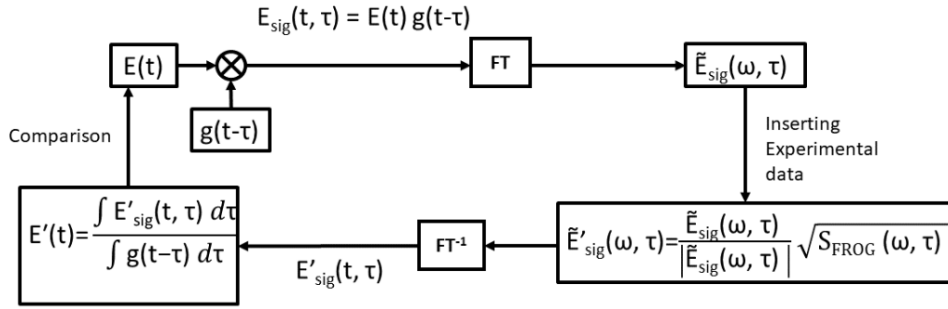 E_sig(t, τ) = E(t) g(t-τ)
E(t)
FT
Ẽ_sig(ω, τ)
g(t-τ)
Comparison
Inserting
Experimental
data
E'(t)= ∫ E'_sig(t, τ) dτ / ∫ g(t−τ) dτ
FT⁻¹
E'_sig(t, τ)
Ẽ'_sig(ω, τ)= Ẽ_sig(ω, τ) / |Ẽ_sig(ω, τ)| √S_FROG (ω, τ)